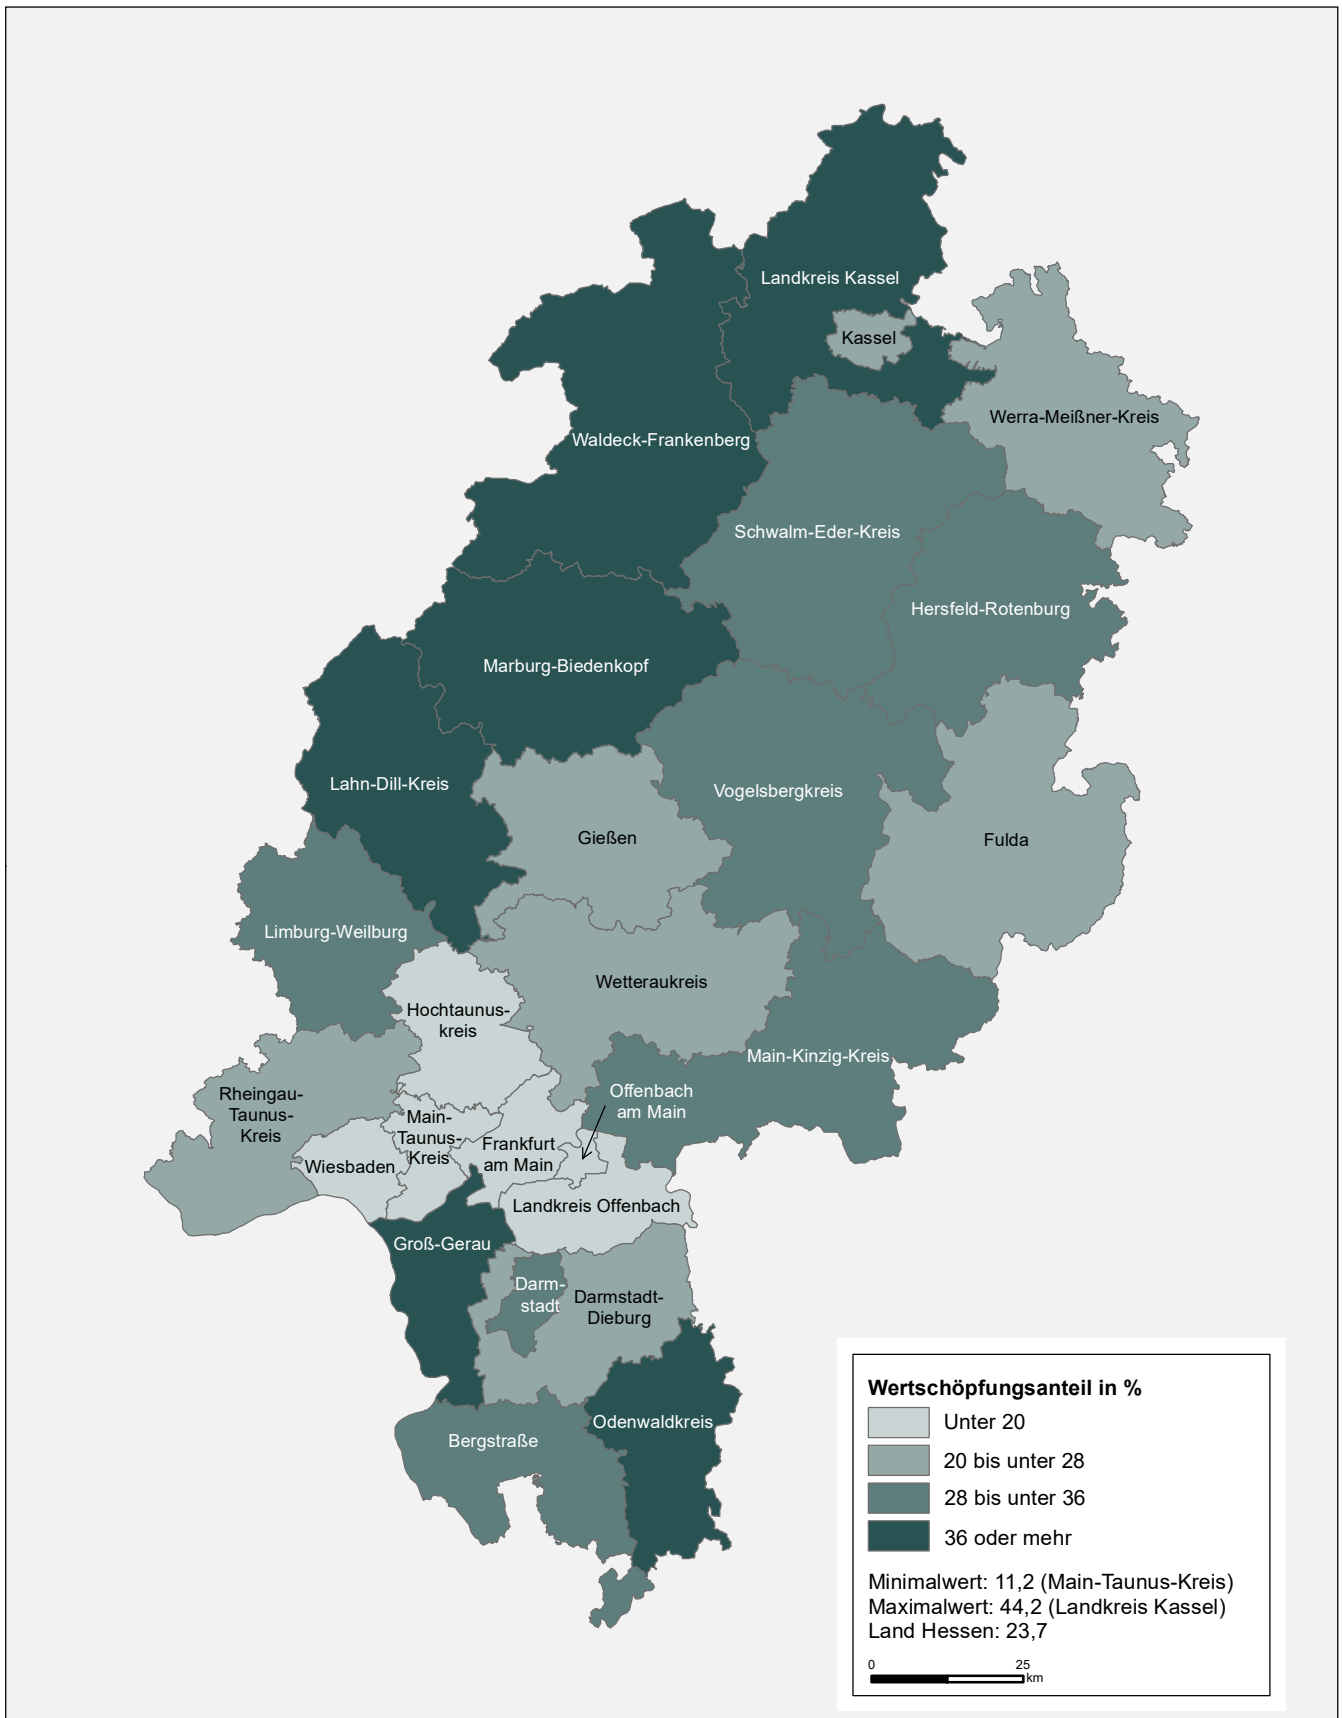 Landkreis Kassel
Kassel
Werra-Meißner-Kreis
Waldeck-Frankenberg
Schwalm-Eder-Kreis
Hersfeld-Rotenburg
Marburg-Biedenkopf
Lahn-Dill-Kreis
Vogelsbergkreis
Gießen
Fulda
Limburg-Weilburg
Wetteraukreis
Hochtaunus-
kreis
Main-Kinzig-Kreis
Rheingau-
Taunus-
Kreis
Offenbach
am Main
Main-
Taunus-
Kreis
Frankfurt
am Main
Wiesbaden
Landkreis Offenbach
Groß-Gerau
Darm-
stadt
Darmstadt-
Dieburg
Odenwaldkreis
Bergstraße
Wertschöpfungsanteil in %
Unter 20
20 bis unter 28
28 bis unter 36
36 oder mehr
Minimalwert: 11,2 (Main-Taunus-Kreis)
Maximalwert: 44,2 (Landkreis Kassel)
Land Hessen: 23,7
0 25
km